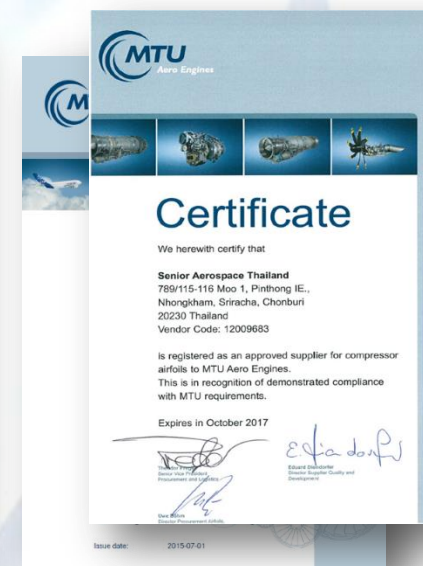 MTU
Aero Engines
M
Certificate
We herewith certify that
Senior Aerospace Thailand
789/115-116 Moo 1, Pinthong IE.,
Nhongkham, Sriracha, Chonburi
20230 Thailand
Vendor Code: 12009683
is registered as an approved supplier for compressor
airfoils to MTU Aero Engines.
This is in recognition of demonstrated compliance
with MTU requirements.
Expires in October 2017
Senior Vice President
Procurement and Logistics
Eduard Dierdorfer
Director Supplier Quality and
Development
Director Procurement Airfoils
Issue date: 2015-07-01